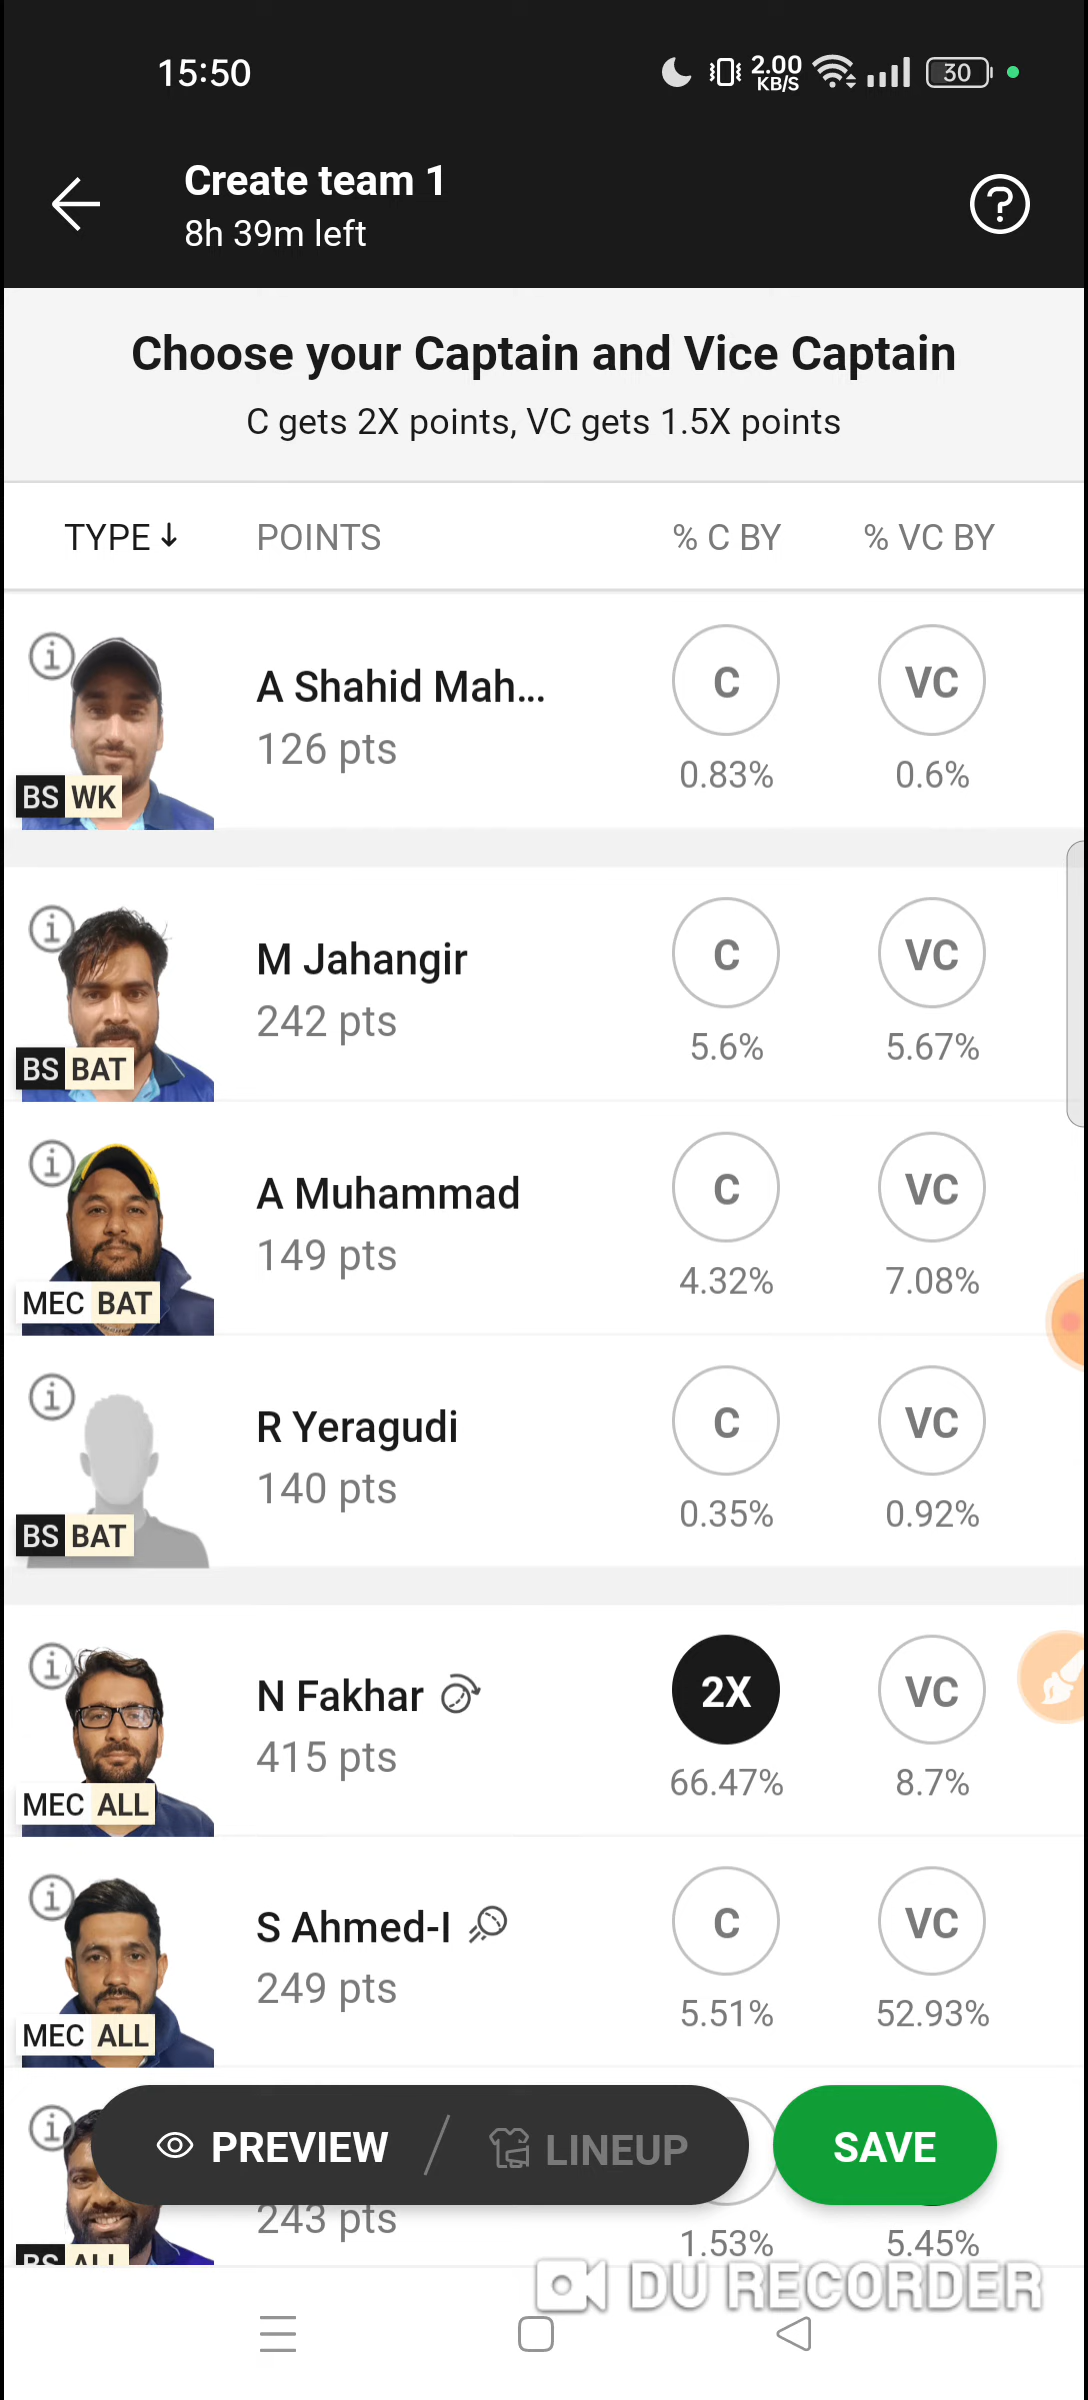 15:50
2.00 KB/S
30
Create team 1
8h 39m left
?
Choose your Captain and Vice Captain
C gets 2X points, VC gets 1.5X points
TYPE ↓ POINTS % C BY % VC BY
A Shahid Mah...
126 pts
BS WK
C VC
0.83% 0.6%
M Jahangir
242 pts
BS BAT
C VC
5.6% 5.67%
A Muhammad
149 pts
MEC BAT
C VC
4.32% 7.08%
R Yeragudi
140 pts
BS BAT
C VC
0.35% 0.92%
N Fakhar
415 pts
MEC ALL
2X VC
66.47% 8.7%
S Ahmed-I
249 pts
MEC ALL
C VC
5.51% 52.93%
PREVIEW / LINEUP SAVE
243 pts
BS ALL
1.53% 5.45%
DU RECORDER